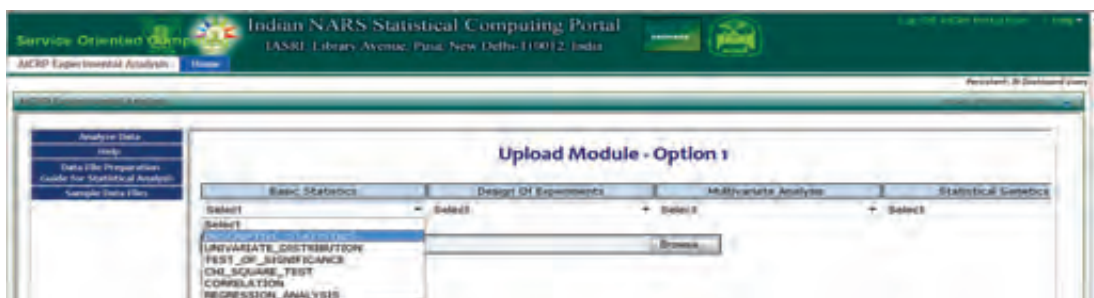 Indian NARS Statistical Computing Portal
Service Oriented
IASRI, Library Avenue, Pusa, New Delhi-110012, India
AICRP Experimental Analysis Home
Analyze Data
Help
Data File Preparation
Guide for Statistical Analysis
Sample Data Files
Upload Module - Option 1
Basic Statistics Design Of Experiments Multivariate Analysis Statistical Genetics
Select Select Select Select
Select
DESCRIPTIVE_STATISTICS
UNIVARIATE_DISTRIBUTION
Browse...
TEST_OF_SIGNIFICANCE
CHI_SQUARE_TEST
CORRELATION
REGRESSION_ANALYSIS